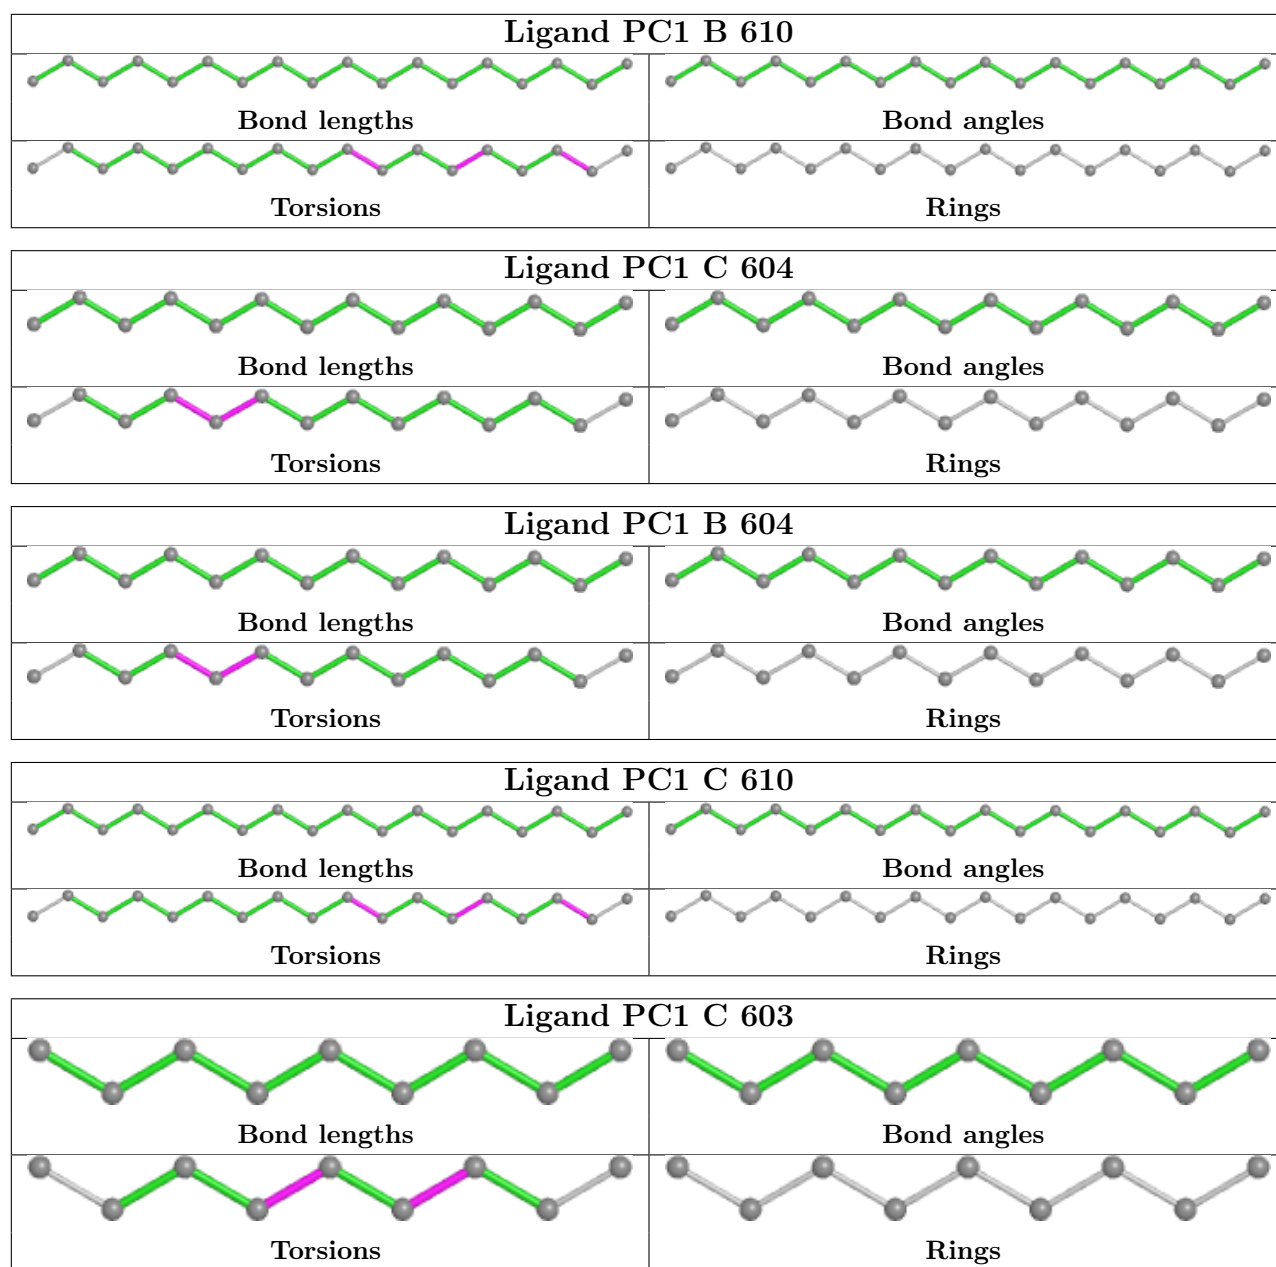 Ligand PC1 B 610
Bond lengths
Bond angles
Torsions
Rings
Ligand PC1 C 604
Bond lengths
Bond angles
Torsions
Rings
Ligand PC1 B 604
Bond lengths
Bond angles
Torsions
Rings
Ligand PC1 C 610
Bond lengths
Bond angles
Torsions
Rings
Ligand PC1 C 603
Bond lengths
Bond angles
Torsions
Rings